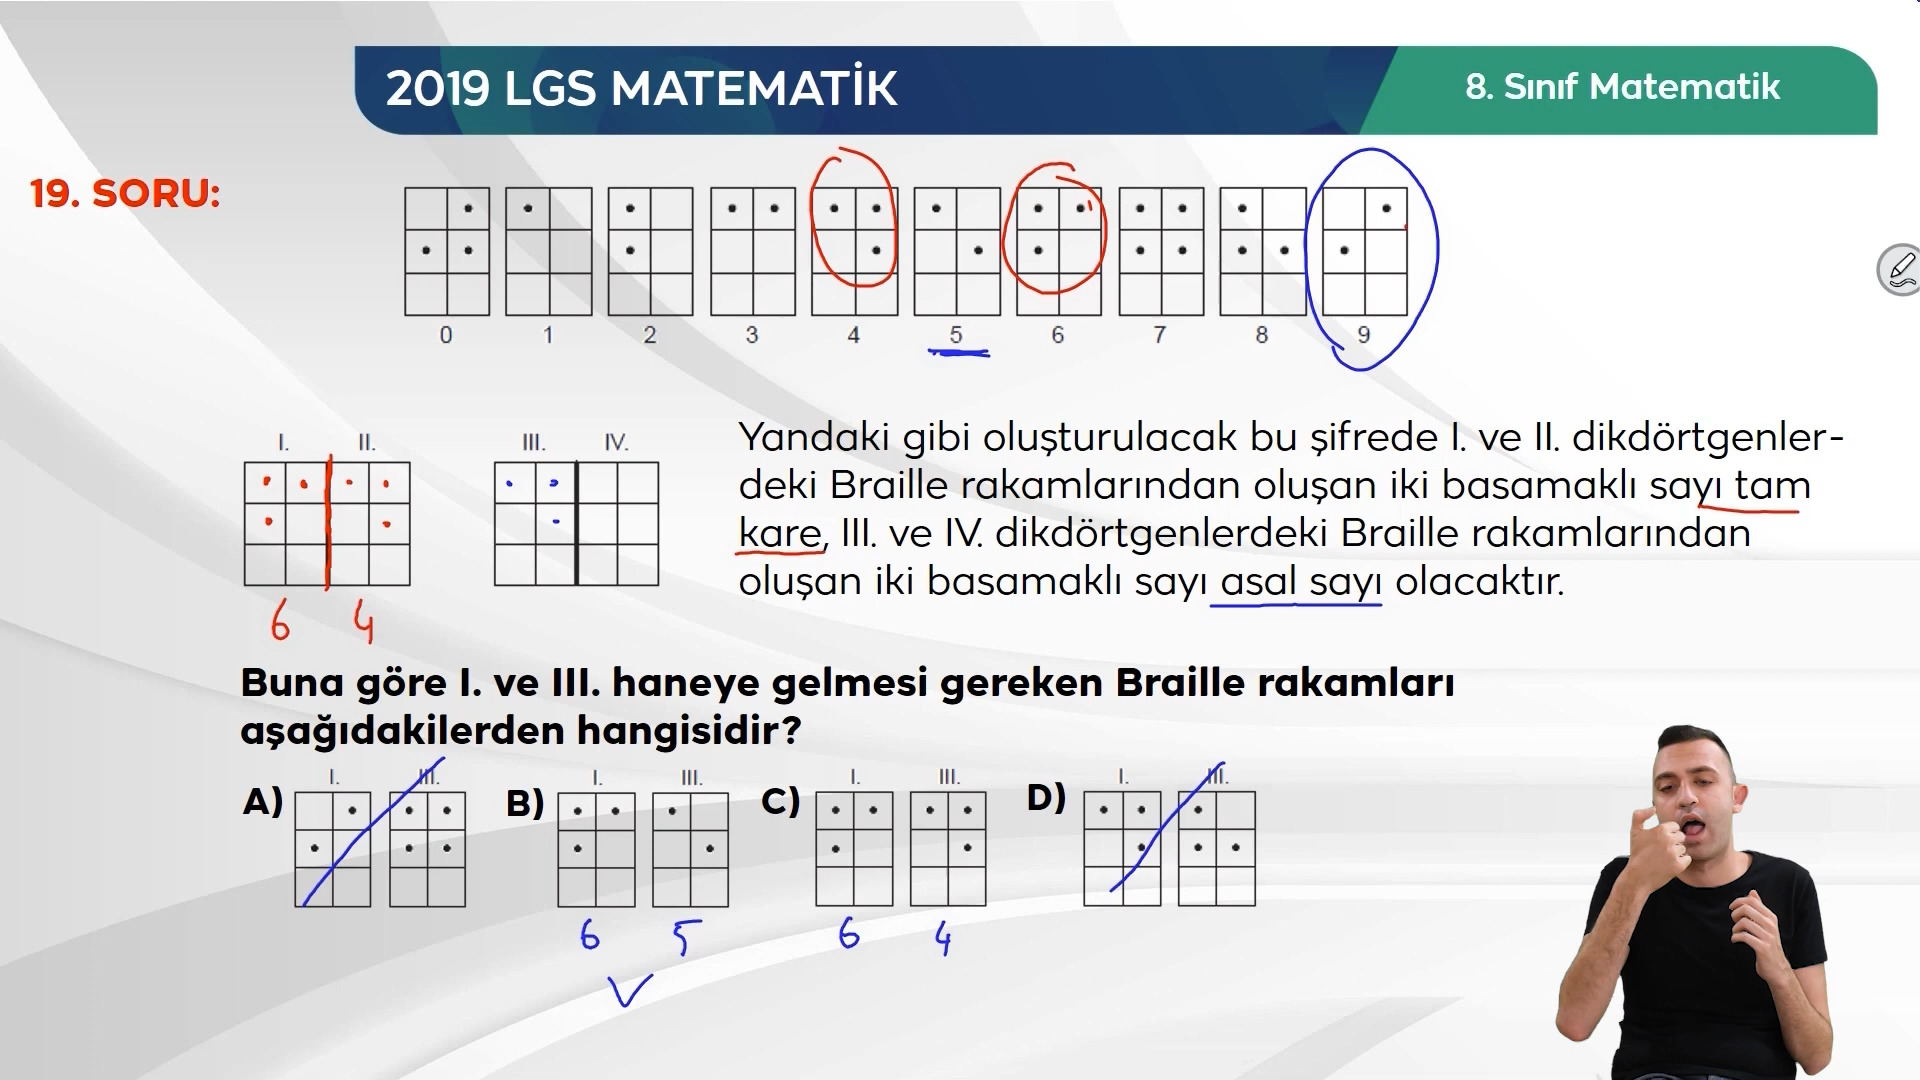 2019 LGS MATEMATİK
8. Sınıf Matematik
19. SORU:
0 1 2 3 4 5 6 7 8 9
I. II. III. IV.
Yandaki gibi oluşturulacak bu şifrede I. ve II. dikdörtgenler-
deki Braille rakamlarından oluşan iki basamaklı sayı tam
kare, III. ve IV. dikdörtgenlerdeki Braille rakamlarından
oluşan iki basamaklı sayı asal sayı olacaktır.
6 4
Buna göre I. ve III. haneye gelmesi gereken Braille rakamları
aşağıdakilerden hangisidir?
A) I. III. B) I. III. C) I. III. D) I. III.
6 5 6 4